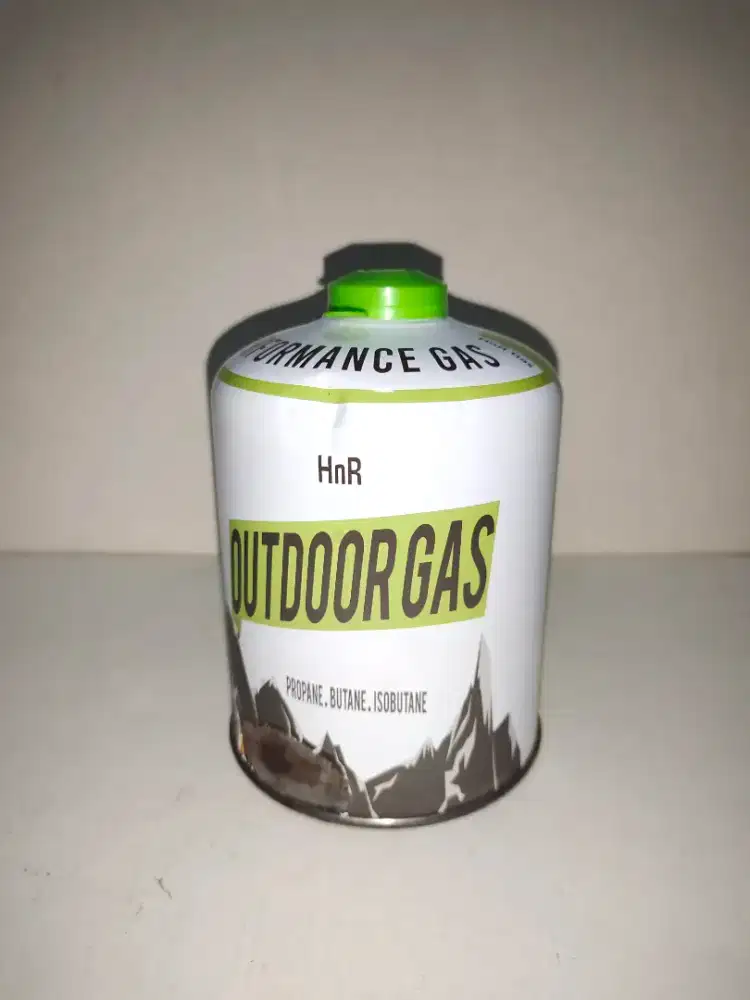 FORMANCE GAS
HnR
OUTDOOR GAS
PROPANE. BUTANE. ISOBUTANE